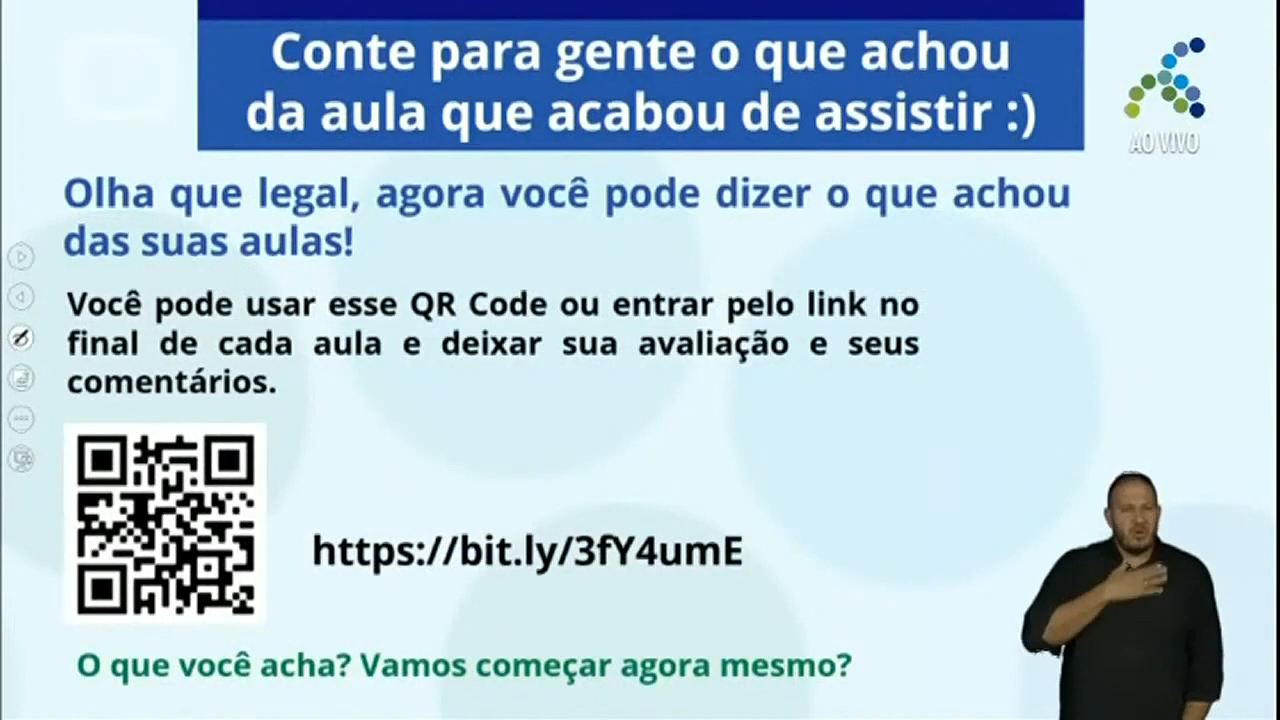 Conte para gente o que achou
da aula que acabou de assistir :)
AO VIVO
Olha que legal, agora você pode dizer o que achou
das suas aulas!
Você pode usar esse QR Code ou entrar pelo link no
final de cada aula e deixar sua avaliação e seus
comentários.
https://bit.ly/3fY4umE
O que você acha? Vamos começar agora mesmo?